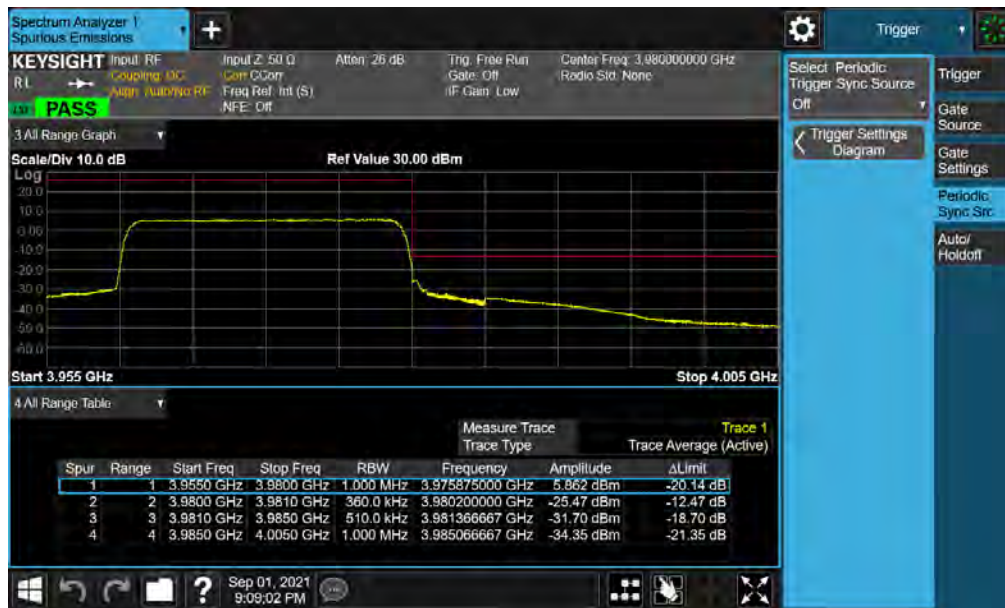 Spectrum Analyzer 1
Spurious Emissions
+
Trigger
KEYSIGHT Input: RF Input Z: 50 Ω Atten: 26 dB Trig: Free Run Center Freq: 3.980000000 GHz
RL Coupling: DC Corr CCorr Gate: Off Radio Std: None
Align: Auto/No RF Freq Ref: Int (S) IF Gain: Low
PASS NFE: Off
Select Periodic
Trigger Sync Source
Off
Trigger Settings
Diagram
Trigger
Gate
Source
Gate
Settings
Periodic
Sync Src
Auto/
Holdoff
3 All Range Graph
Scale/Div 10.0 dB Ref Value 30.00 dBm
Log
20.0
10.0
0.00
-10.0
-20.0
-30.0
-40.0
-50.0
-60.0
Start 3.955 GHz Stop 4.005 GHz
4 All Range Table
Measure Trace Trace 1
Trace Type Trace Average (Active)
Spur Range Start Freq Stop Freq RBW Frequency Amplitude ΔLimit
1 1 3.9550 GHz 3.9800 GHz 1.000 MHz 3.975875000 GHz 5.862 dBm -20.14 dB
2 2 3.9800 GHz 3.9810 GHz 360.0 kHz 3.980200000 GHz -25.47 dBm -12.47 dB
3 3 3.9810 GHz 3.9850 GHz 510.0 kHz 3.981366667 GHz -31.70 dBm -18.70 dB
4 4 3.9850 GHz 4.0050 GHz 1.000 MHz 3.985066667 GHz -34.35 dBm -21.35 dB
?
Sep 01, 2021
9:09:02 PM